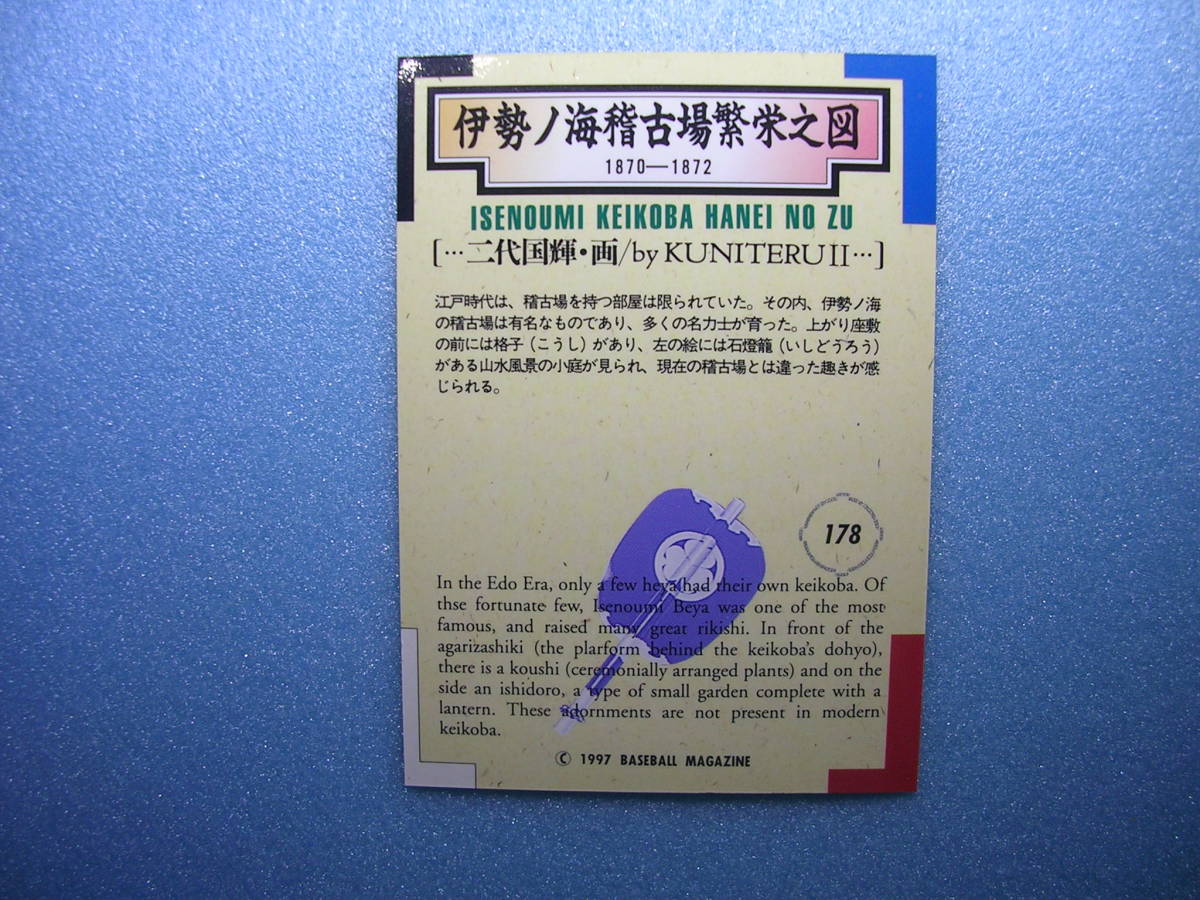 伊勢ノ海稽古場繁栄之図
1870—1872
ISENOUMI KEIKOBA HANEI NO ZU
[…二代国輝・画/by KUNITERU II…]
江戸時代は、稽古場を持つ部屋は限られていた。その内、伊勢ノ海
の稽古場は有名なものであり、多くの名力士が育った。上がり座敷
の前には格子（こうし）があり、左の絵には石燈籠（いしどうろう）
がある山水風景の小庭が見られ、現在の稽古場とは違った趣きが感
じられる。
178
In the Edo Era, only a few heya had their own keikoba. Of
thse fortunate few, Isenoumi Beya was one of the most
famous, and raised many great rikishi. In front of the
agarizashiki (the plarform behind the keikoba's dohyo),
there is a koushi (ceremonially arranged plants) and on the
side an ishidoro, a type of small garden complete with a
lantern. These adornments are not present in modern
keikoba.
© 1997 BASEBALL MAGAZINE